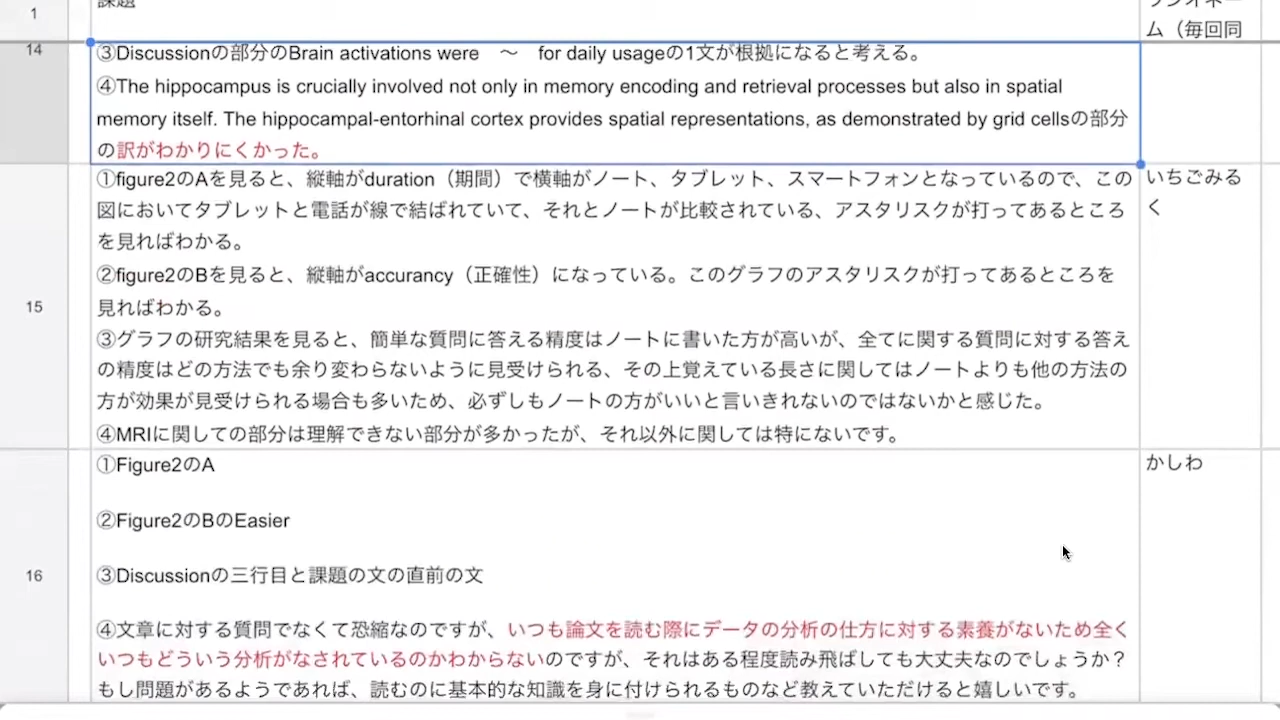 1
課題
ム（毎回同
14
③Discussionの部分のBrain activations were　～　for daily usageの1文が根拠になると考える。
④The hippocampus is crucially involved not only in memory encoding and retrieval processes but also in spatial
memory itself. The hippocampal-entorhinal cortex provides spatial representations, as demonstrated by grid cellsの部分
の訳がわかりにくかった。
15
①figure2のAを見ると、縦軸がduration（期間）で横軸がノート、タブレット、スマートフォンとなっているので、この
図においてタブレットと電話が線で結ばれていて、それとノートが比較されている、アスタリスクが打ってあるところ
を見ればわかる。
②figure2のBを見ると、縦軸がaccurancy（正確性）になっている。このグラフのアスタリスクが打ってあるところを
見ればわかる。
③グラフの研究結果を見ると、簡単な質問に答える精度はノートに書いた方が高いが、全てに関する質問に対する答え
の精度はどの方法でも余り変わらないように見受けられる、その上覚えている長さに関してはノートよりも他の方法の
方が効果が見受けられる場合も多いため、必ずしもノートの方がいいと言いきれないのではないかと感じた。
④MRIに関しての部分は理解できない部分が多かったが、それ以外に関しては特にないです。
いちごみる
く
16
①Figure2のA
②Figure2のBのEasier
③Discussionの三行目と課題の文の直前の文
④文章に対する質問でなくて恐縮なのですが、いつも論文を読む際にデータの分析の仕方に対する素養がないため全く
いつもどういう分析がなされているのかわからないのですが、それはある程度読み飛ばしても大丈夫なのでしょうか？
もし問題があるようであれば、読むのに基本的な知識を身に付けられるものなど教えていただけると嬉しいです。
かしわ